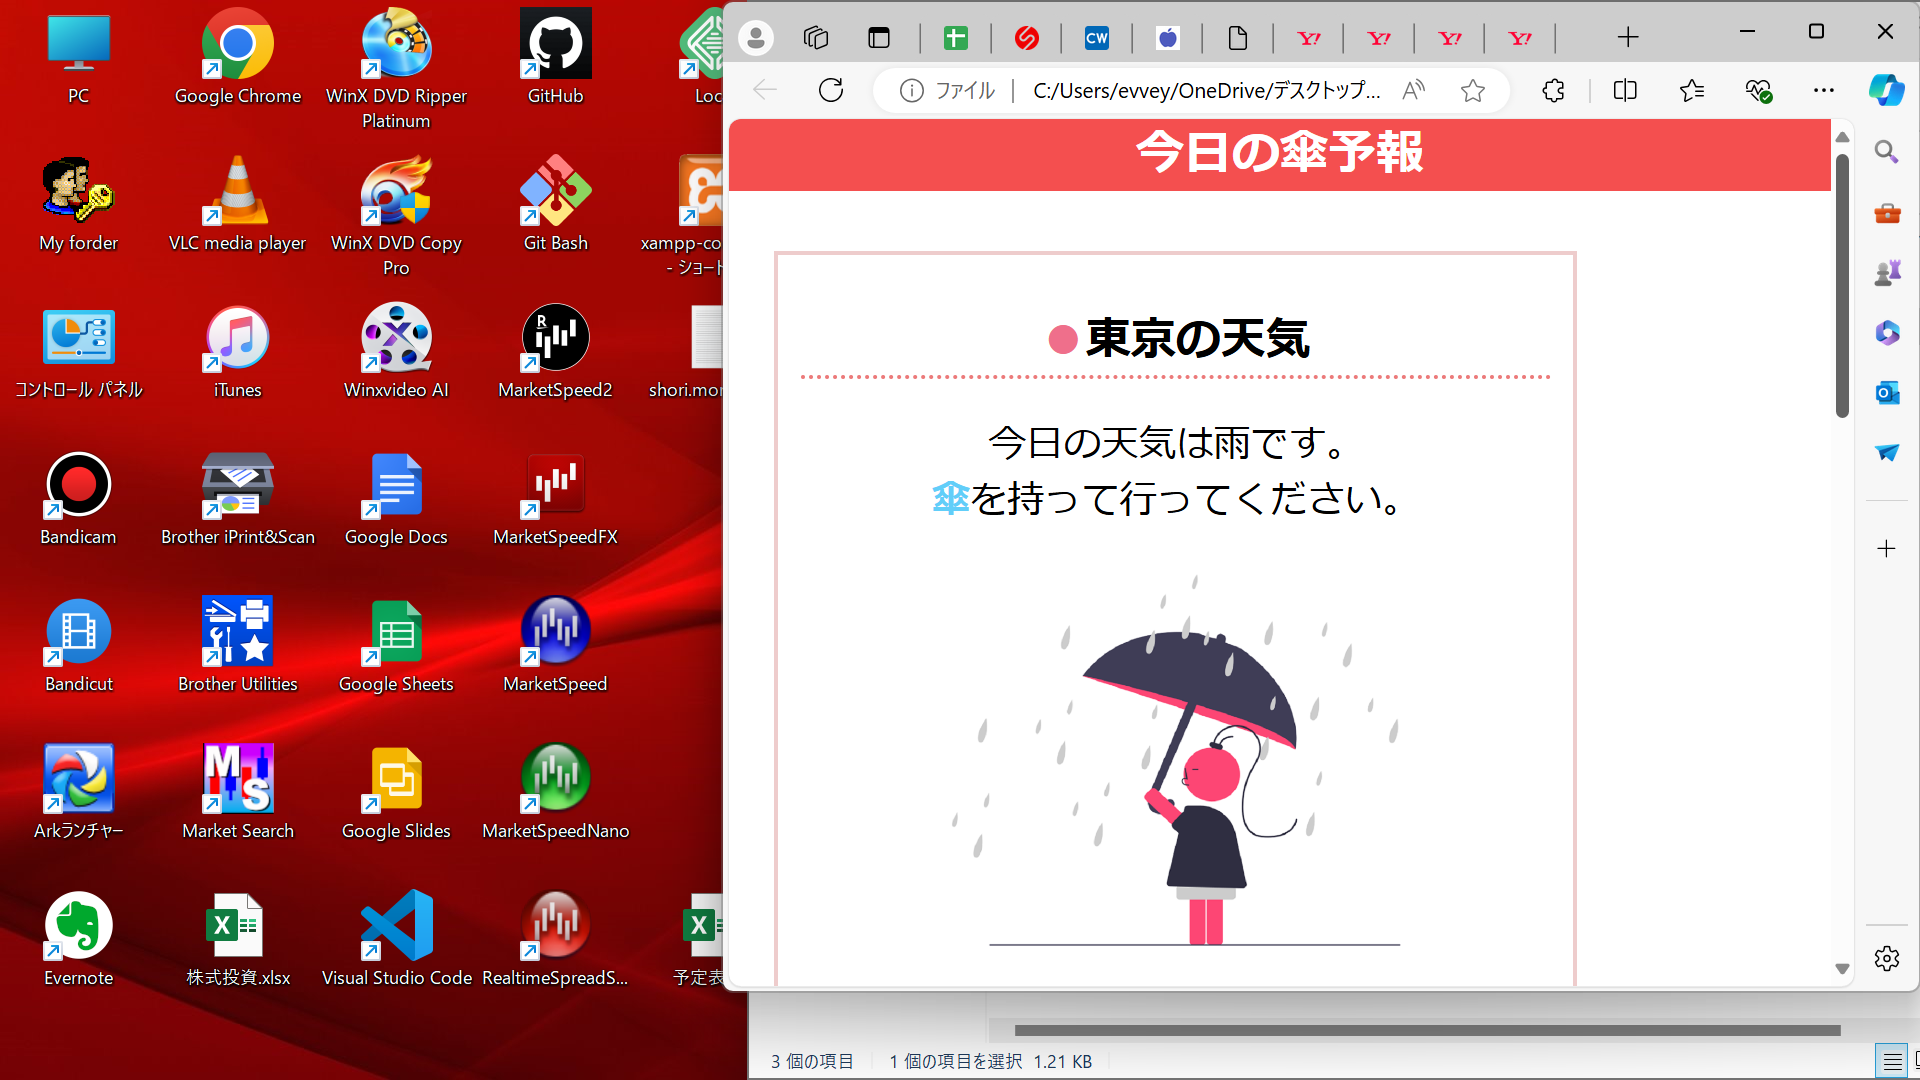 PC
Google Chrome
WinX DVD Ripper
Platinum
GitHub
Loc
My forder
VLC media player
WinX DVD Copy
Pro
Git Bash
xampp-co
- ショート
コントロール パネル
iTunes
Winxvideo AI
R
MarketSpeed2
shori.mor
Bandicam
Brother iPrint&Scan
Google Docs
MarketSpeedFX
Bandicut
Brother Utilities
Google Sheets
MarketSpeed
Arkランチャー
M
S
Market Search
Google Slides
MarketSpeedNano
Evernote
X
株式投資.xlsx
Visual Studio Code
RealtimeSpreadS...
X
予定表
CW
Y!
Y!
Y!
Y!
ファイル
C:/Users/evvey/OneDrive/デスクトップ...
今日の傘予報
東京の天気
今日の天気は雨です。
傘を持って行ってください。
3 個の項目
1 個の項目を選択 1.21 KB